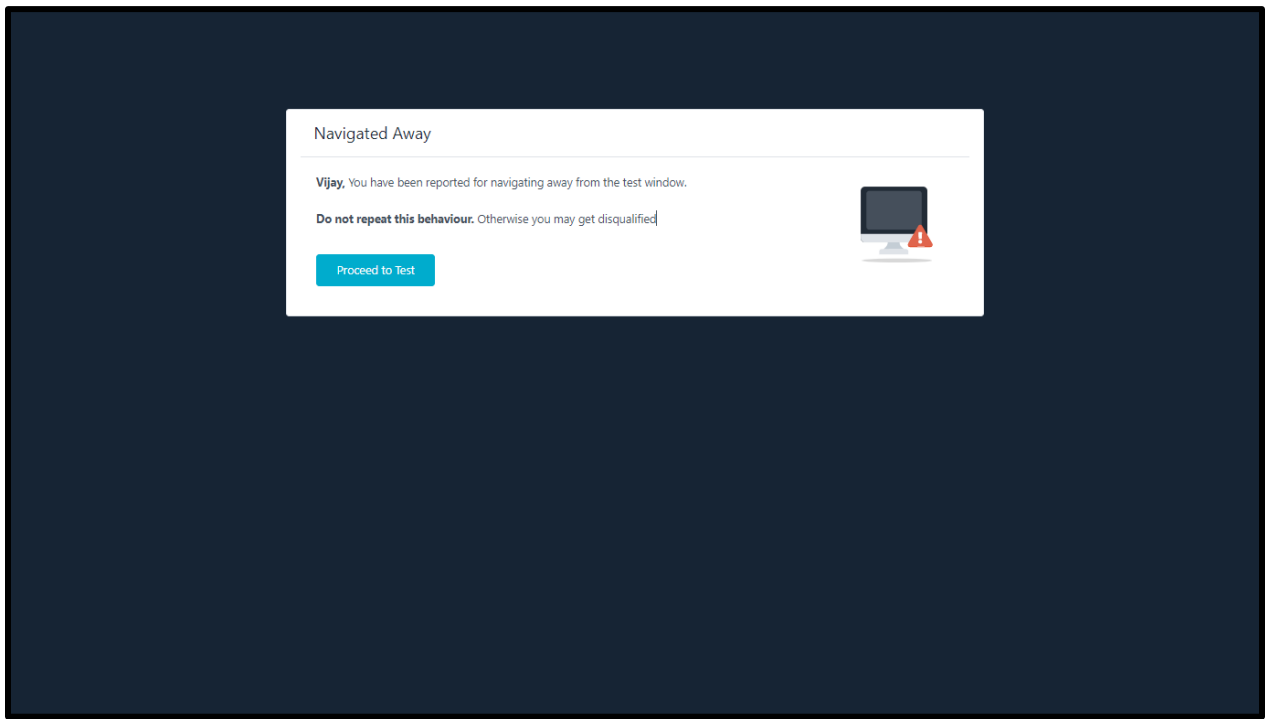 Navigated Away
Vijay, You have been reported for navigating away from the test window.
Do not repeat this behaviour. Otherwise you may get disqualified
Proceed to Test